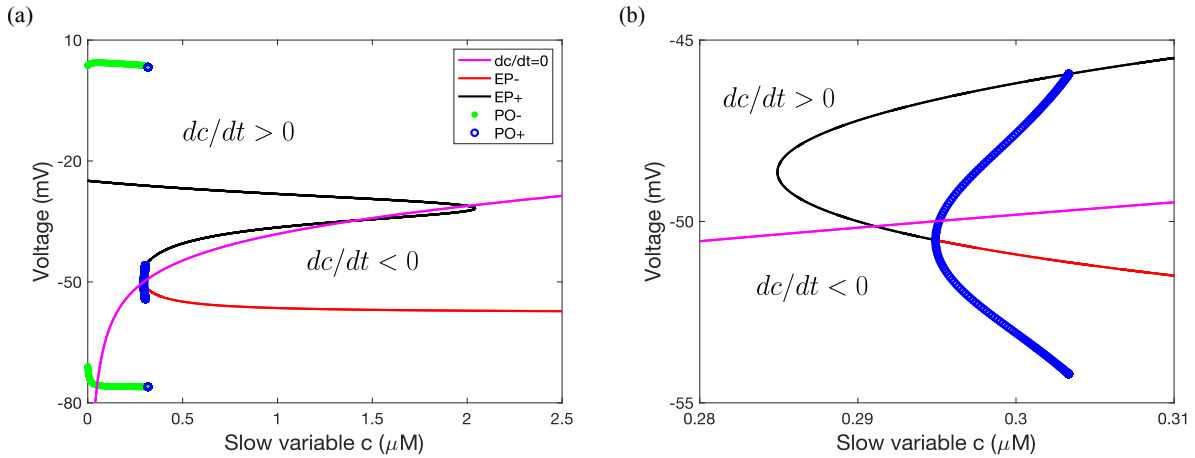 (a)
10
-20
-50
-80
Voltage (mV)
0
0.5
1
1.5
2
2.5
Slow variable c (μM)
dc/dt > 0
dc/dt < 0
dc/dt=0
EP-
EP+
PO-
PO+
(b)
-45
-50
-55
Voltage (mV)
0.28
0.29
0.3
0.31
Slow variable c (μM)
dc/dt > 0
dc/dt < 0